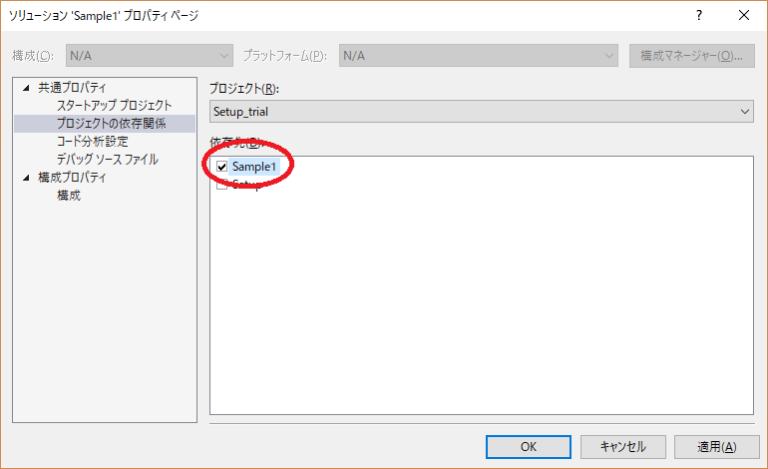 ソリューション 'Sample1' プロパティ ページ
?
構成(C): N/A プラットフォーム(P): N/A 構成マネージャー(O)...
共通プロパティ
スタートアップ プロジェクト
プロジェクトの依存関係
コード分析設定
デバッグ ソース ファイル
構成プロパティ
構成
プロジェクト(R):
Setup_trial
依存先(D):
Sample1
Setup
OK キャンセル 適用(A)